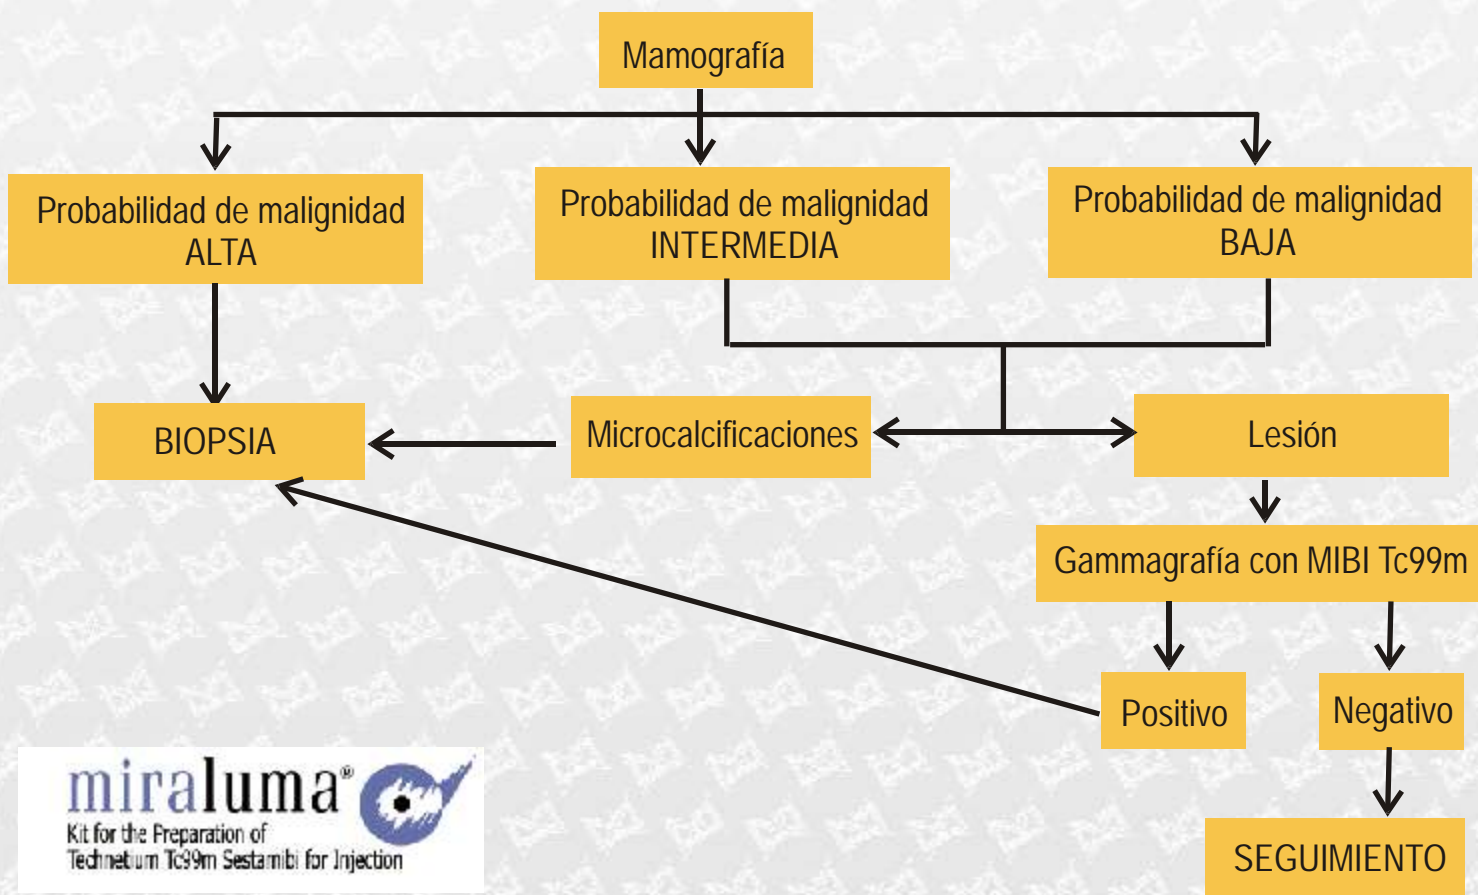 Mamografía
Probabilidad de malignidad
ALTA
Probabilidad de malignidad
INTERMEDIA
Probabilidad de malignidad
BAJA
BIOPSIA
Microcalcificaciones
Lesión
Gammagrafía con MIBI Tc99m
Positivo
Negativo
SEGUIMIENTO
miraluma®
Kit for the Preparation of
Technetium Tc99m Sestamibi for Injection